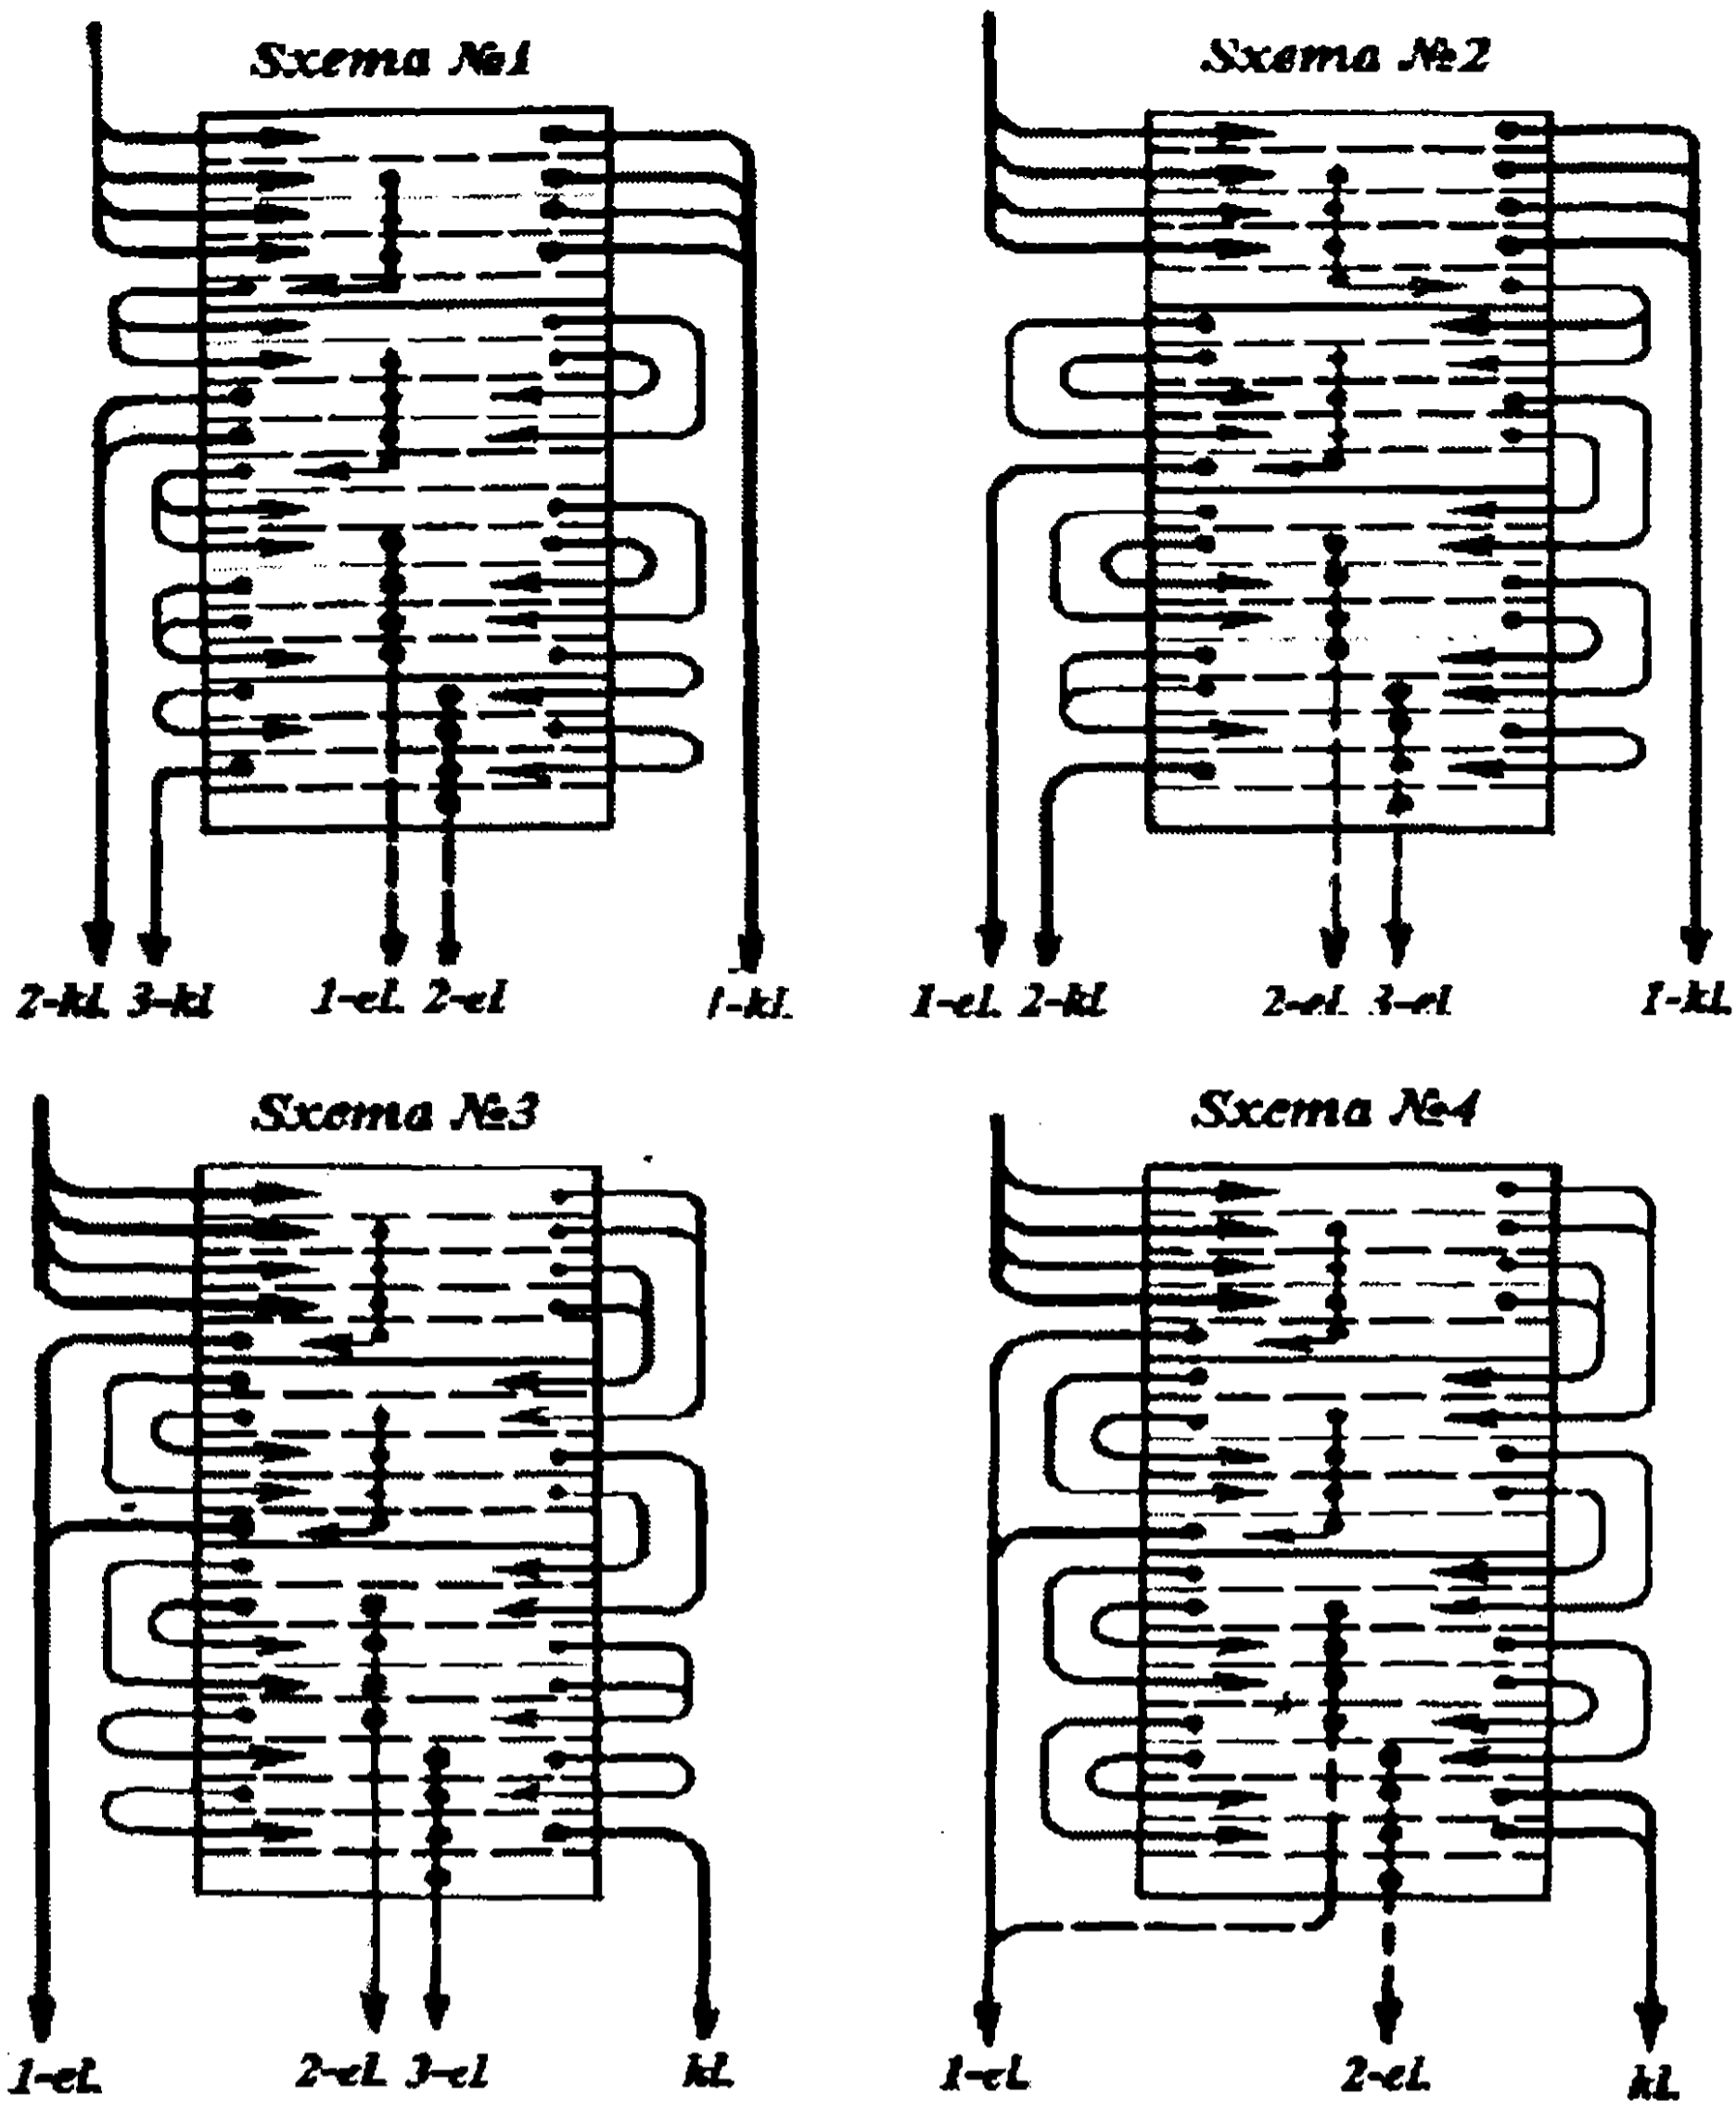 Sxema №1
Sxema №2
2-kl. 3-kl 1-el. 2-el 1-kl.
1-el. 2-kl 2-el 3-el 1-kl.
Sxema №3
Sxema №4
1-el. 2-el. 3-el kl.
1-el. 2-el. kl.